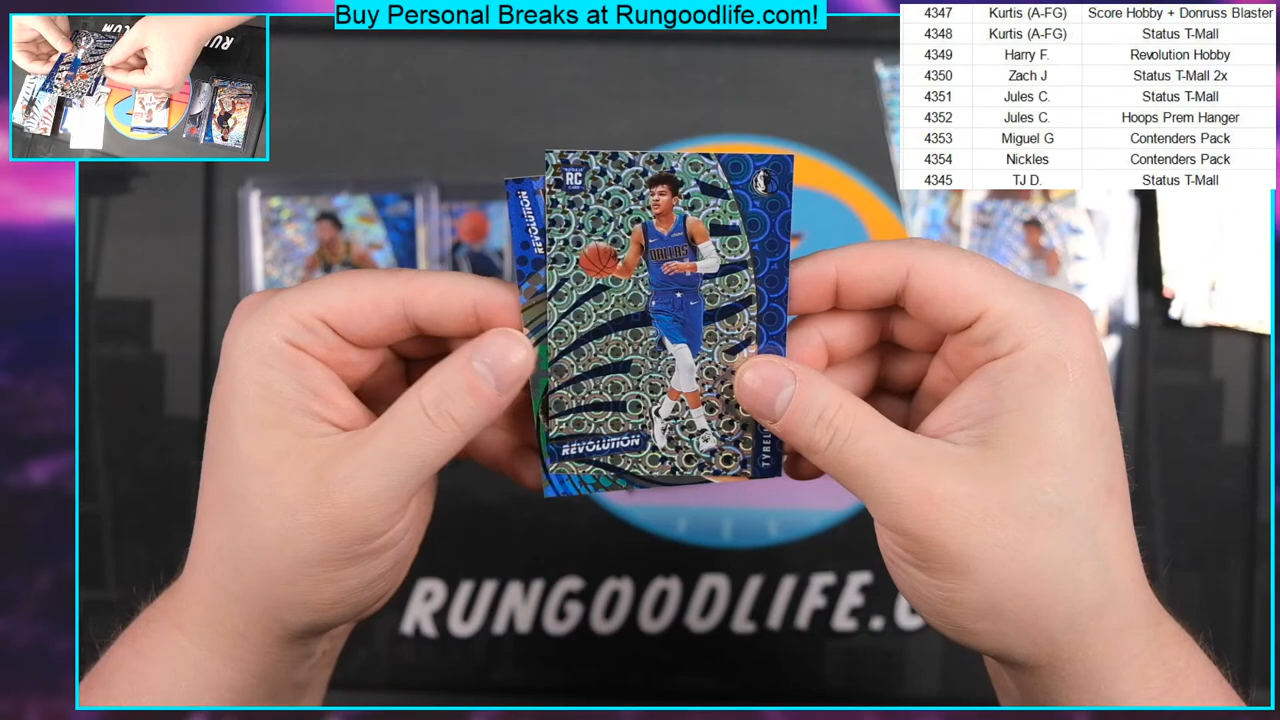 Buy Personal Breaks at Rungoodlife.com!
4347 Kurtis (A-FG) Score Hobby + Donruss Blaster
4348 Kurtis (A-FG) Status T-Mall
4349 Harry F. Revolution Hobby
4350 Zach J Status T-Mall 2x
4351 Jules C. Status T-Mall
4352 Jules C. Hoops Prem Hanger
4353 Miguel G Contenders Pack
4354 Nickles Contenders Pack
4345 TJ D. Status T-Mall
RC
REVOLUTION
DALLAS
REVOLUTION
TYREL
RUNGOODLIFE.C